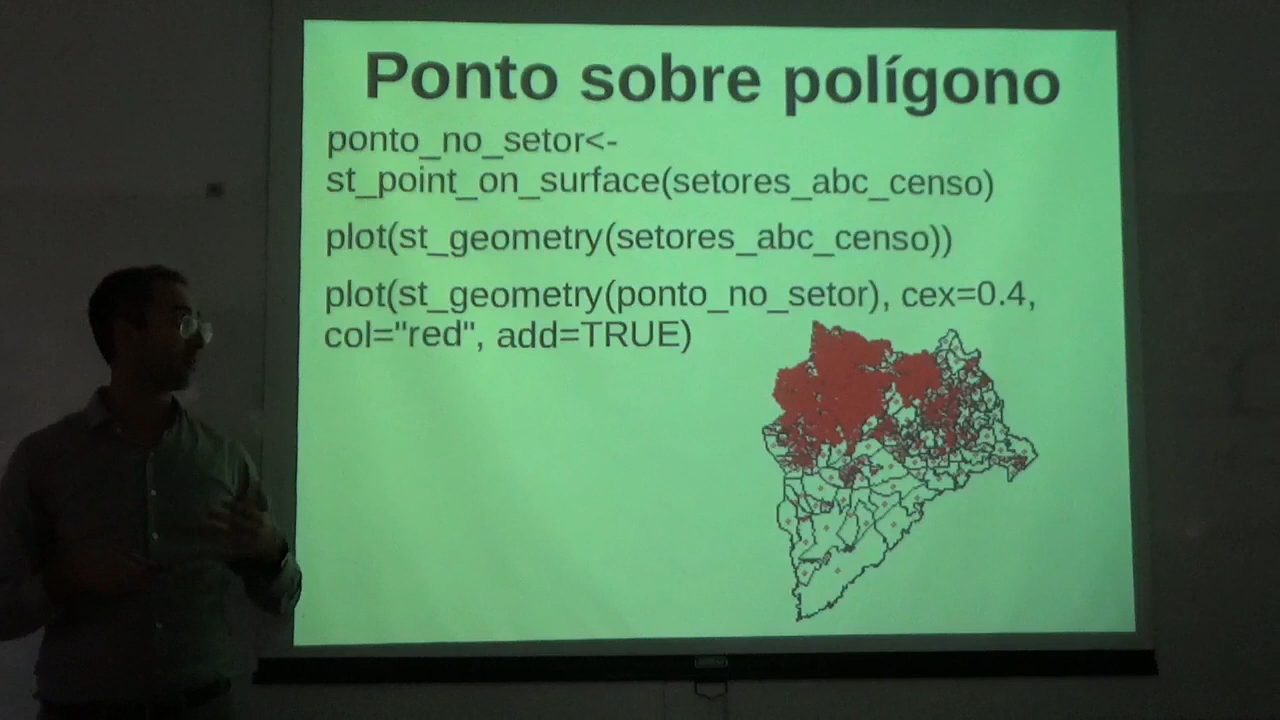 Ponto sobre polígono
ponto_no_setor<-
st_point_on_surface(setores_abc_censo)
plot(st_geometry(setores_abc_censo))
plot(st_geometry(ponto_no_setor), cex=0.4,
col="red", add=TRUE)